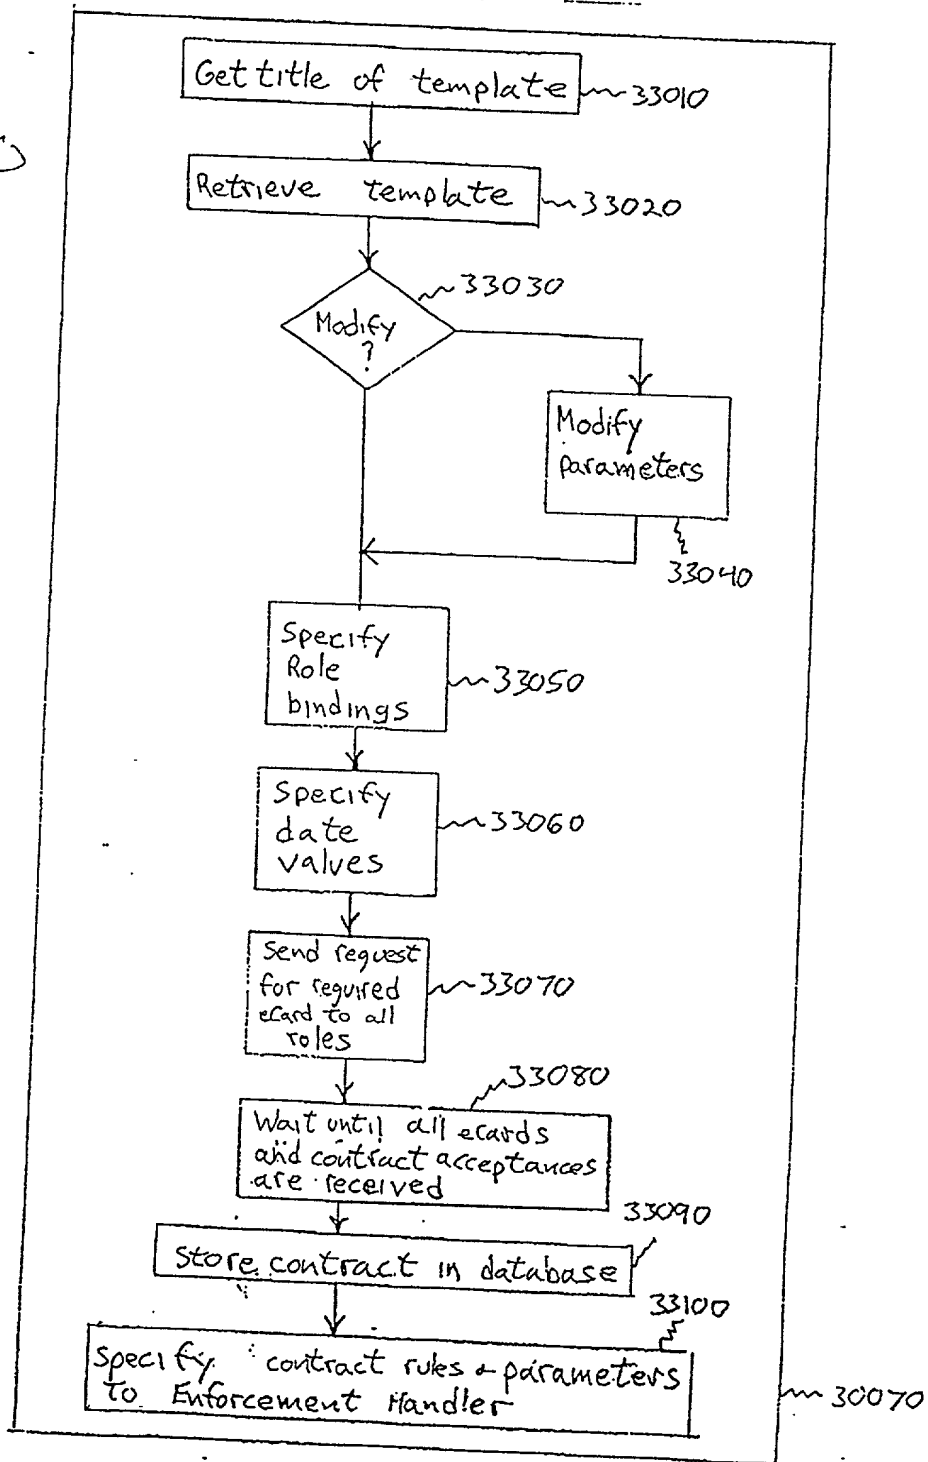 Get title of template
33010
Retrieve template
33020
33030
Modify
?
Modify
parameters
33040
Specify
Role
bindings
33050
Specify
date
values
33060
Send request
for required
eCard to all
roles
33070
33080
Wait until all ecards
and contract acceptances
are received
33090
Store contract in database
33100
Specify contract rules + parameters
to Enforcement Handler
30070